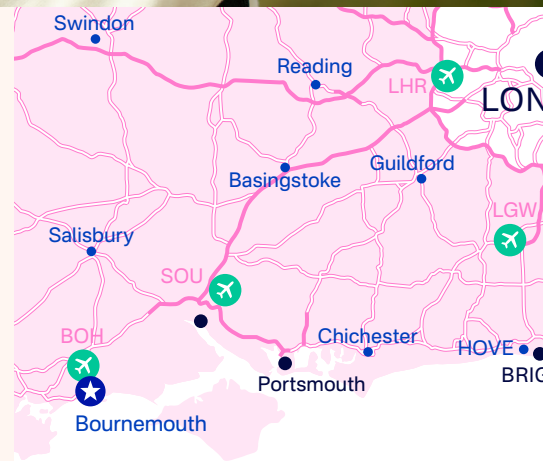 Swindon
Reading
LHR
LON
Guildford
Basingstoke
LGW
Salisbury
SOU
BOH
Chichester
HOVE
BRIG
Portsmouth
Bournemouth